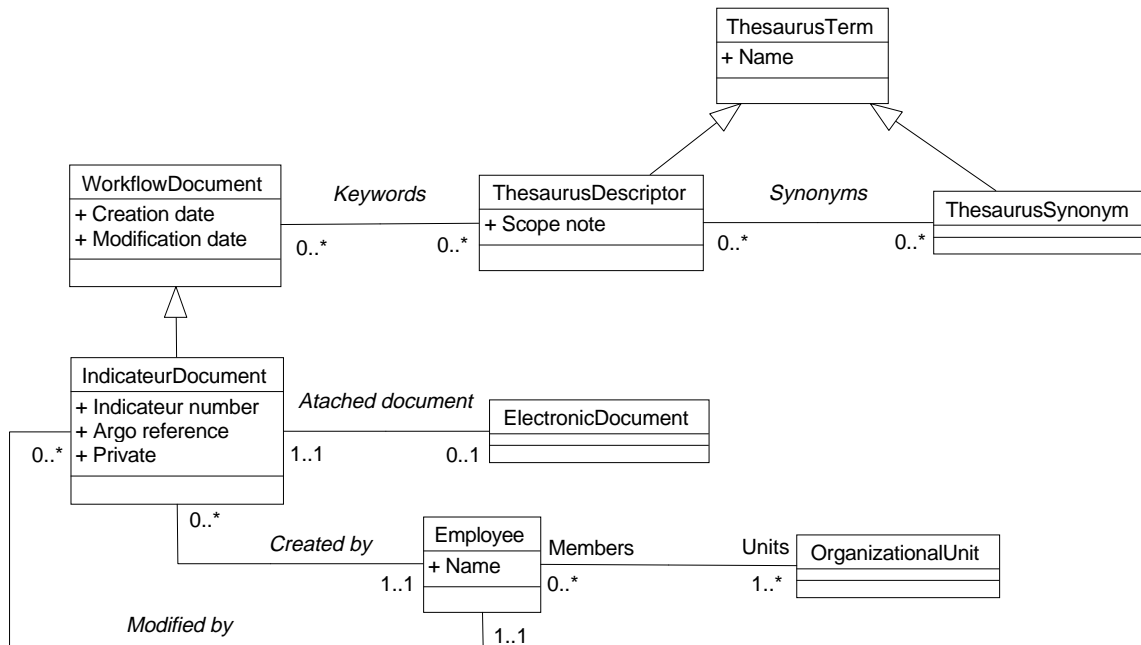 ThesaurusTerm
+ Name
WorkflowDocument
+ Creation date
+ Modification date
Keywords
0..*
0..*
ThesaurusDescriptor
+ Scope note
Synonyms
0..*
0..*
ThesaurusSynonym
IndicateurDocument
+ Indicateur number
+ Argo reference
+ Private
0..*
Atached document
1..1
0..1
ElectronicDocument
0..*
Created by
1..1
Employee
+ Name
Members
0..*
Units
1..*
OrganizationalUnit
Modified by
1..1